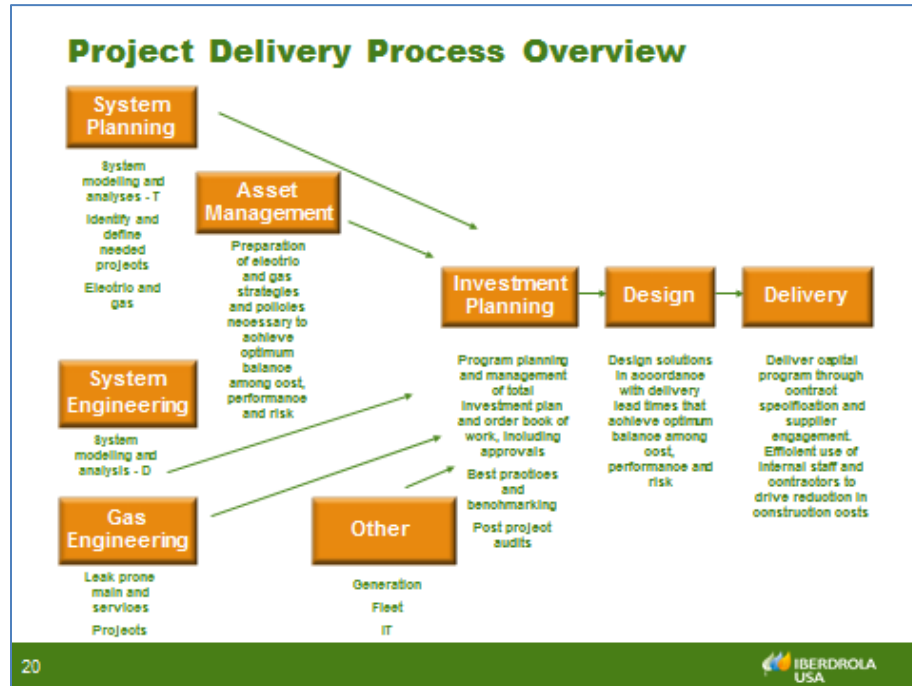 Project Delivery Process Overview
System
Planning
System
modeling and
analyses - T
Identify and
define
needed
projects
Electric and
gas
Asset
Management
Preparation
of electric
and gas
strategies
and policies
necessary to
achieve
optimum
balance
among cost,
performance
and risk
System
Engineering
System
modeling and
analysis - D
Gas
Engineering
Leak prone
main and
services
Projects
Other
Generation
Fleet
IT
Investment
Planning
Program planning
and management
of total
investment plan
and order book of
work, including
approvals
Best practices
and
benchmarking
Post project
audits
Design
Design solutions
in accordance
with delivery
lead times that
achieve optimum
balance among
cost,
performance and
risk
Delivery
Deliver capital
program through
contract
specification and
supplier
engagement.
Efficient use of
internal staff and
contractors to
drive reduction in
construction costs
20
IBERDROLA
USA